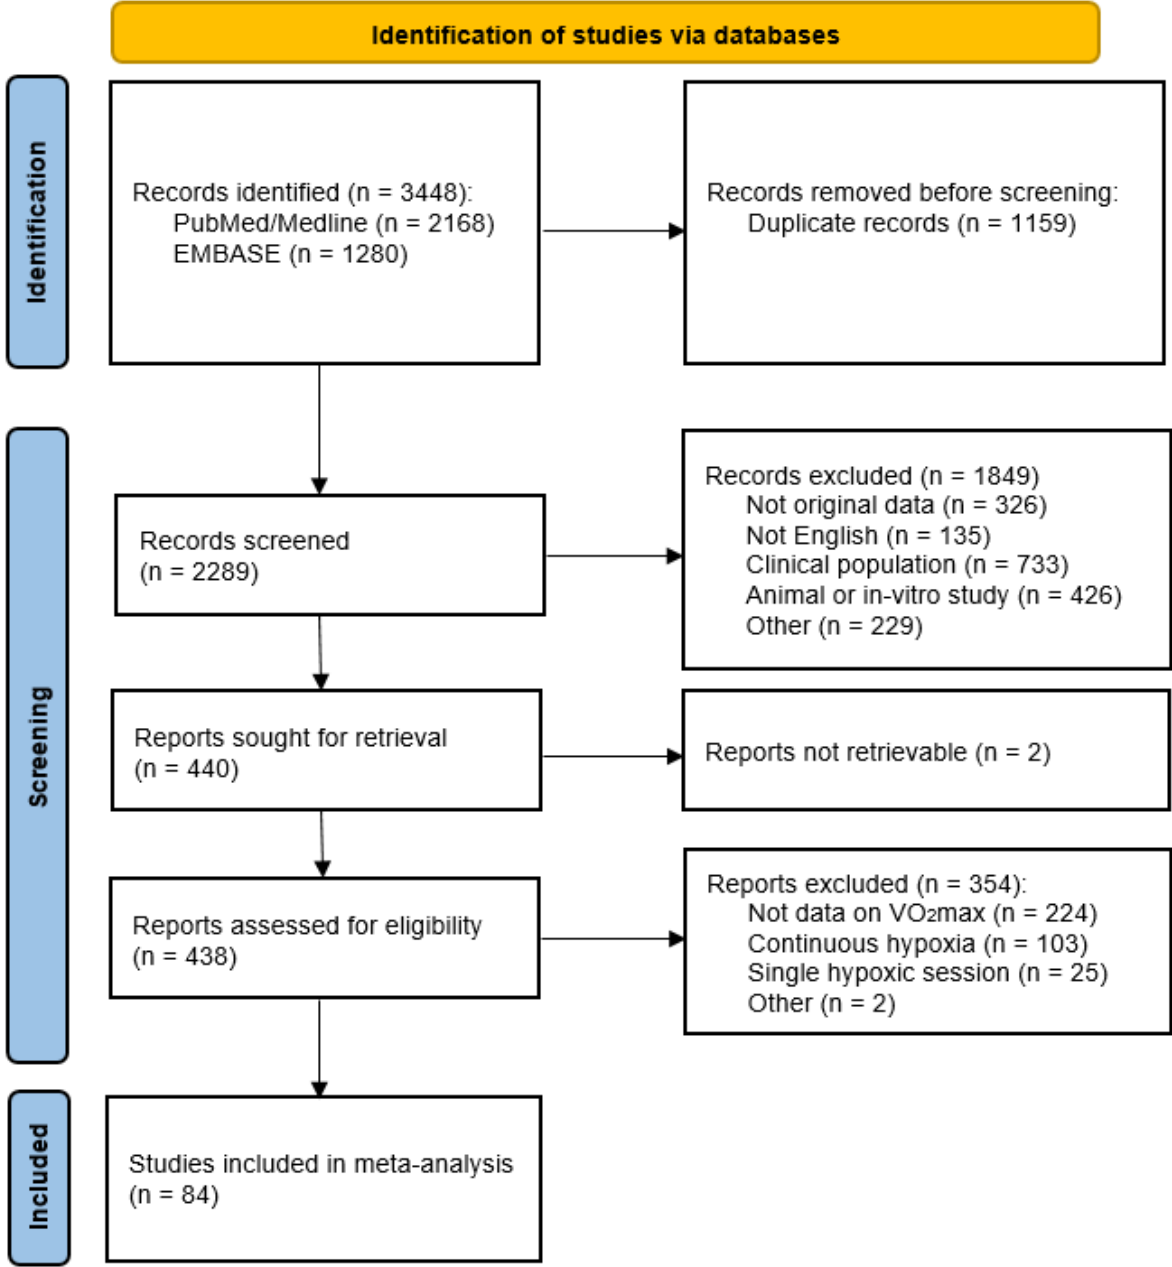 Identification of studies via databases
Identification
Records identified (n = 3448):
PubMed/Medline (n = 2168)
EMBASE (n = 1280)
Records removed before screening:
Duplicate records (n = 1159)
Screening
Records screened
(n = 2289)
Records excluded (n = 1849)
Not original data (n = 326)
Not English (n = 135)
Clinical population (n = 733)
Animal or in-vitro study (n = 426)
Other (n = 229)
Reports sought for retrieval
(n = 440)
Reports not retrievable (n = 2)
Reports assessed for eligibility
(n = 438)
Reports excluded (n = 354):
Not data on VO₂max (n = 224)
Continuous hypoxia (n = 103)
Single hypoxic session (n = 25)
Other (n = 2)
Included
Studies included in meta-analysis
(n = 84)